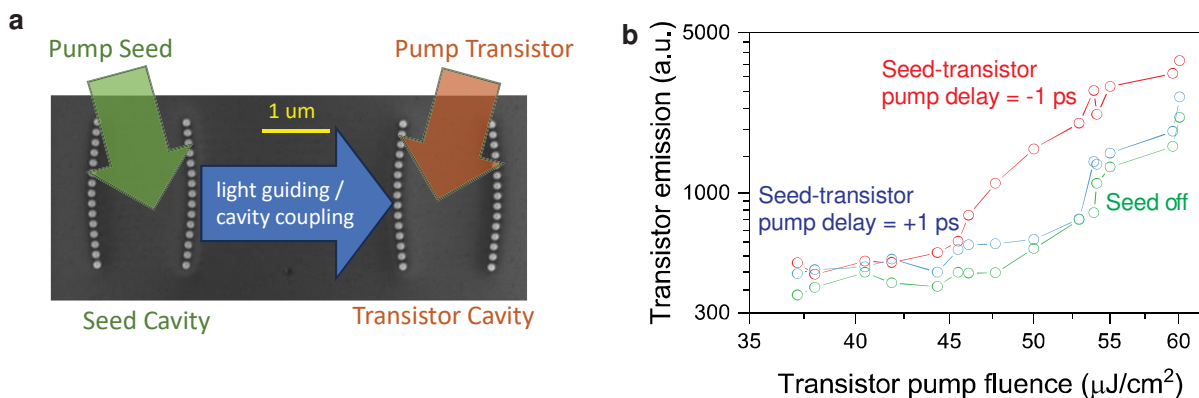 a
Pump Seed
Pump Transistor
1 um
light guiding /
cavity coupling
Seed Cavity
Transistor Cavity
b
Transistor emission (a.u.)
5000
1000
300
Seed-transistor
pump delay = -1 ps
Seed-transistor
pump delay = +1 ps
Seed off
35
40
45
50
55
60
Transistor pump fluence (μJ/cm²)